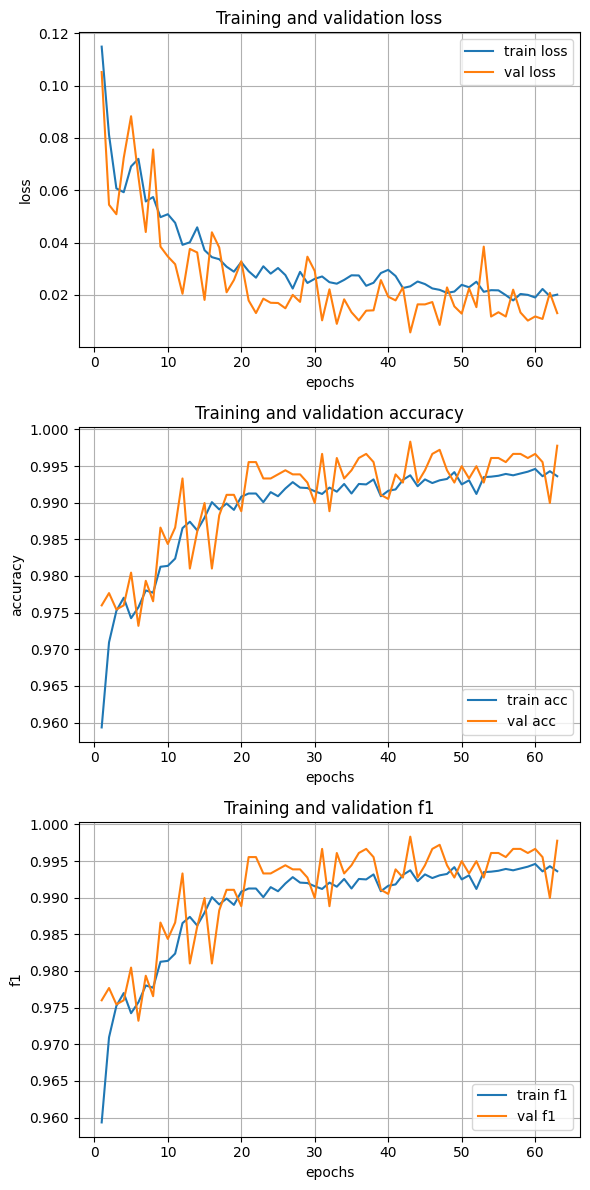 Training and validation loss
0.12
0.10
0.08
0.06
0.04
0.02
loss
train loss
val loss
0 10 20 30 40 50 60
epochs
Training and validation accuracy
1.000
0.995
0.990
0.985
0.980
0.975
0.970
0.965
0.960
accuracy
train acc
val acc
0 10 20 30 40 50 60
epochs
Training and validation f1
1.000
0.995
0.990
0.985
0.980
0.975
0.970
0.965
0.960
f1
train f1
val f1
0 10 20 30 40 50 60
epochs